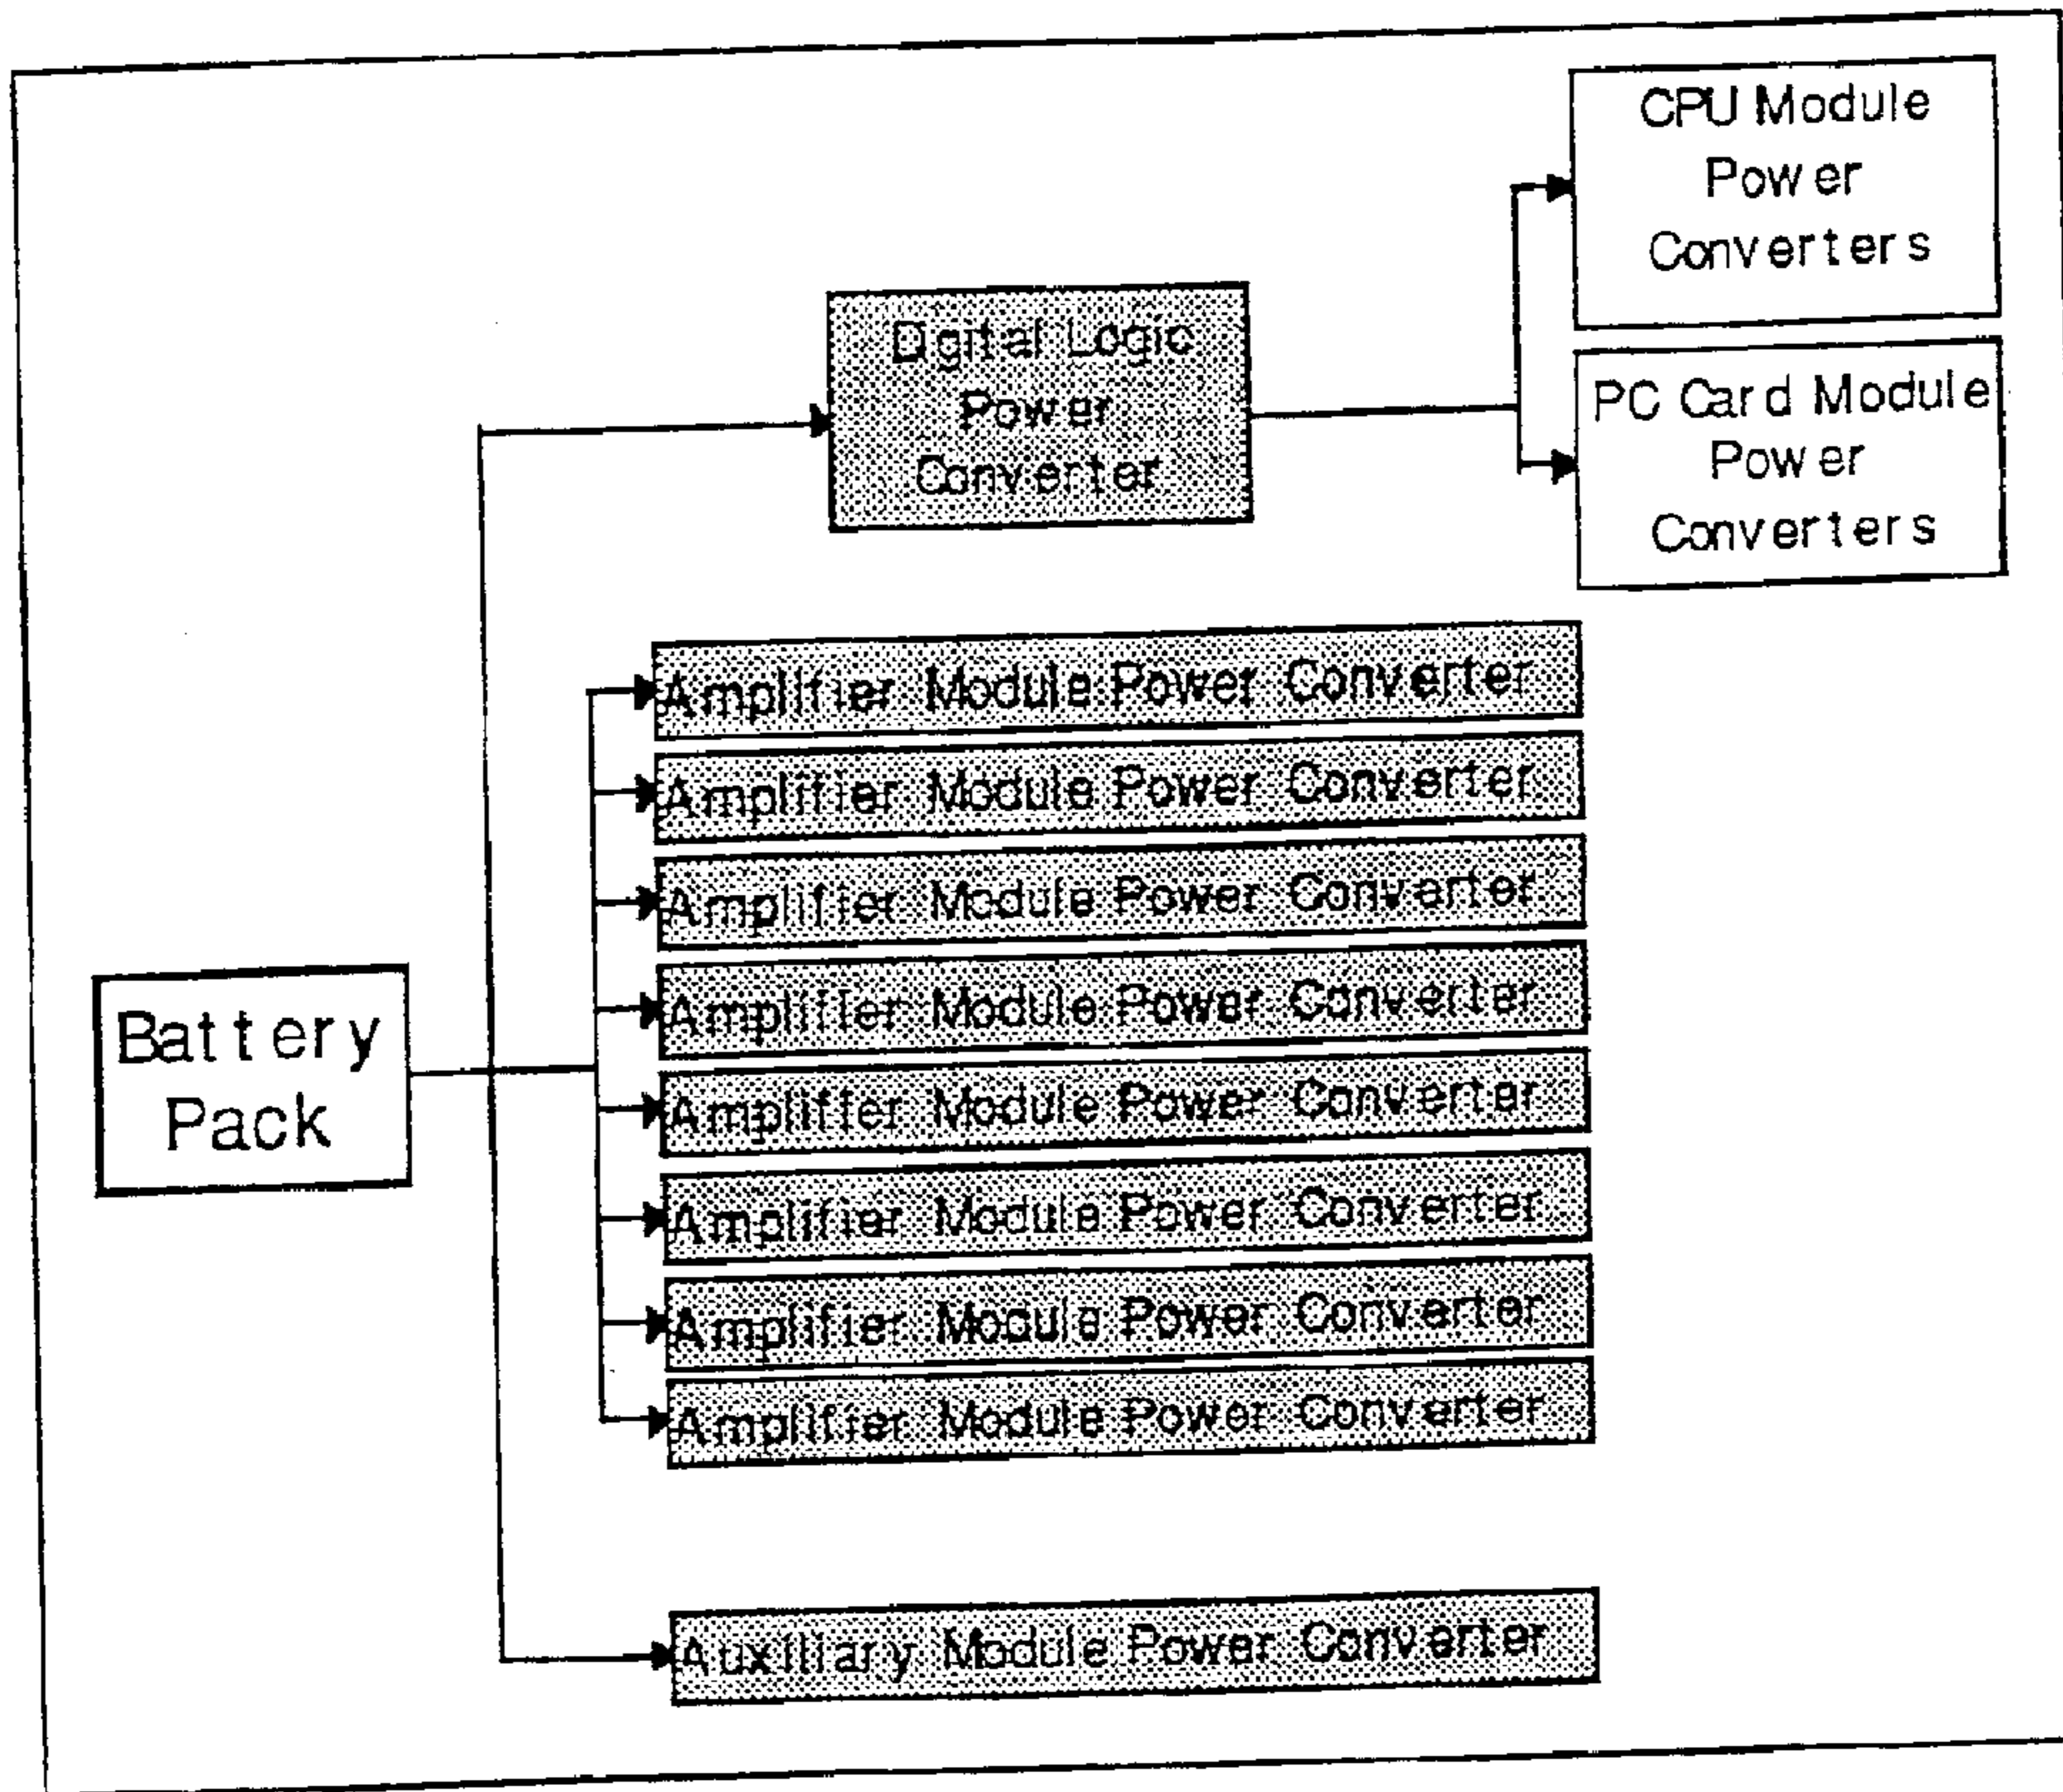 CPU Module
Power
Converters
Digital Logic
Power
Converter
PC Card Module
Power
Converters
Amplifier Module Power Converter
Amplifier Module Power Converter
Amplifier Module Power Converter
Amplifier Module Power Converter
Amplifier Module Power Converter
Amplifier Module Power Converter
Amplifier Module Power Converter
Amplifier Module Power Converter
Battery
Pack
Auxiliary Module Power Converter